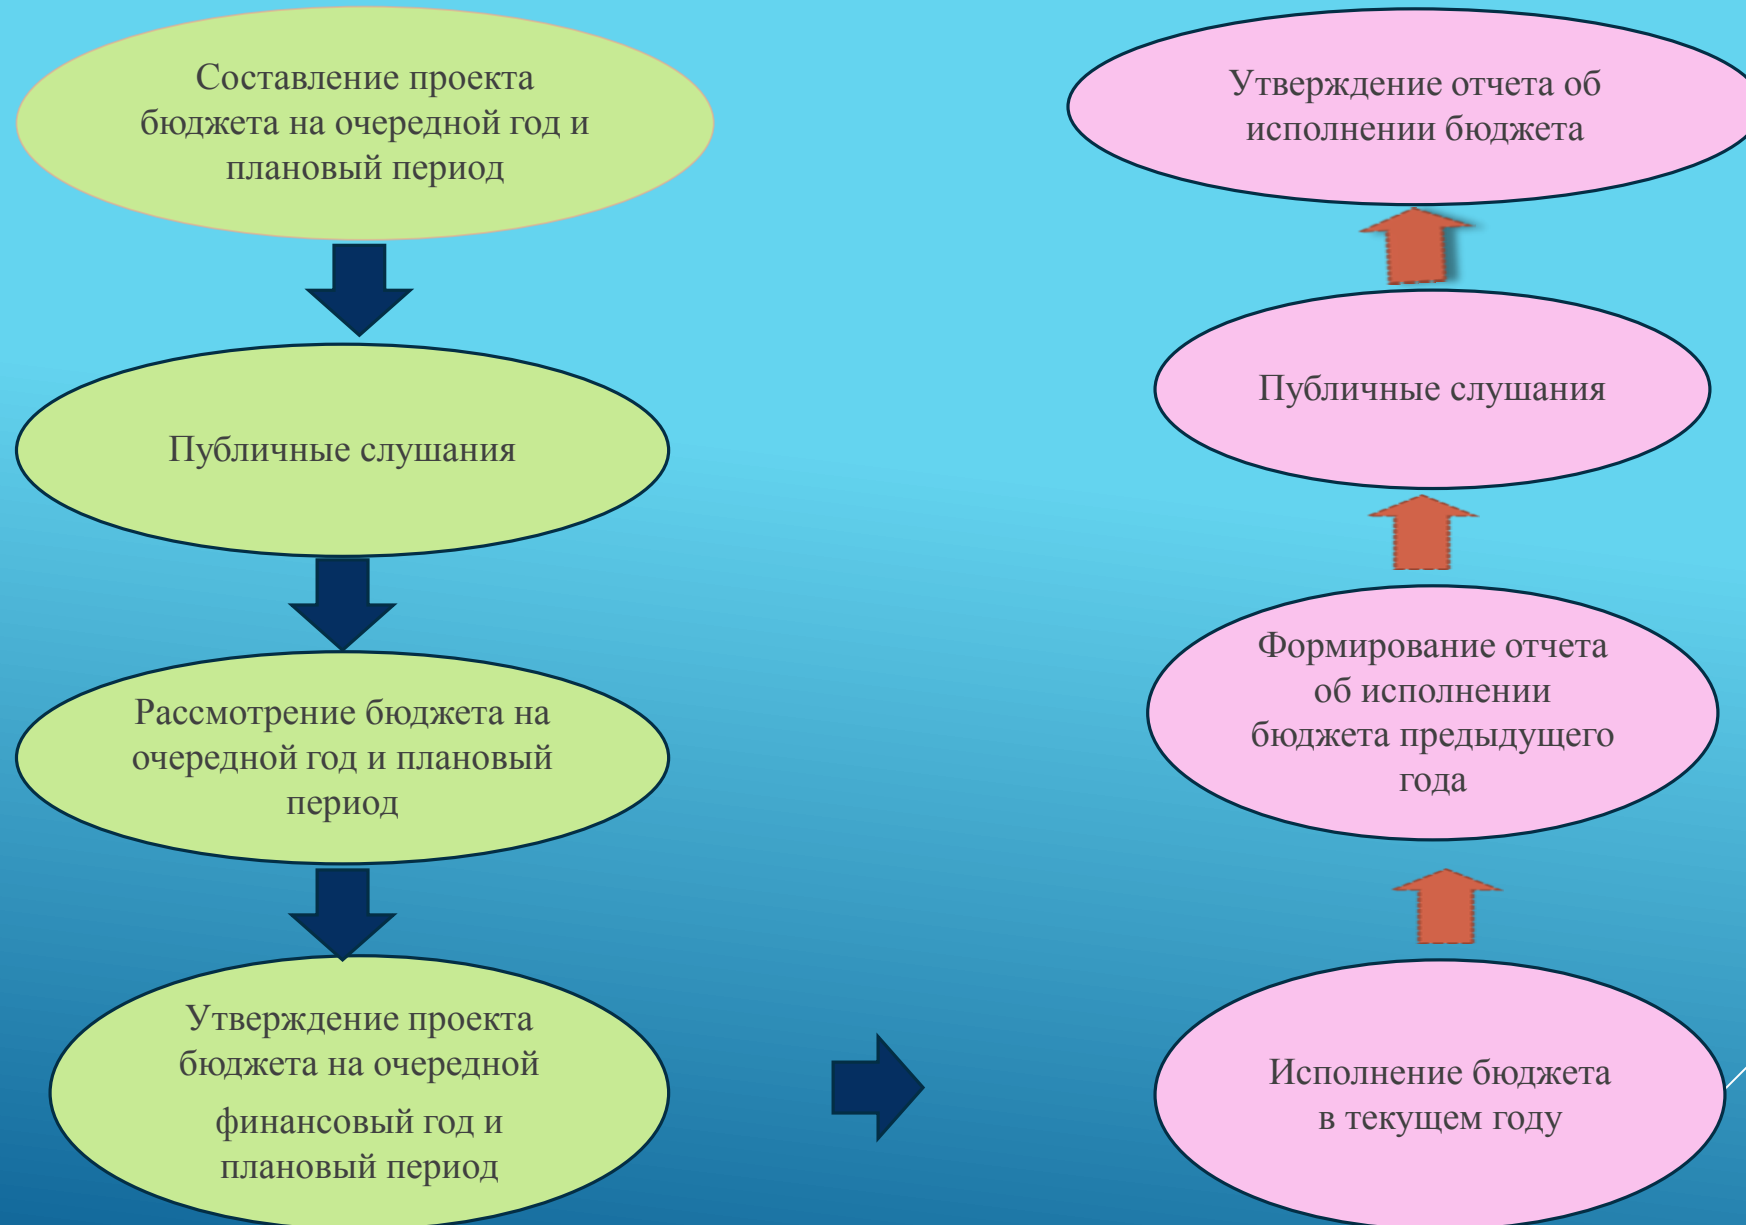 Составление проекта
бюджета на очередной год и
плановый период
Публичные слушания
Рассмотрение бюджета на
очередной год и плановый
период
Утверждение проекта
бюджета на очередной
финансовый год и
плановый период
Утверждение отчета об
исполнении бюджета
Публичные слушания
Формирование отчета
об исполнении
бюджета предыдущего
года
Исполнение бюджета
в текущем году